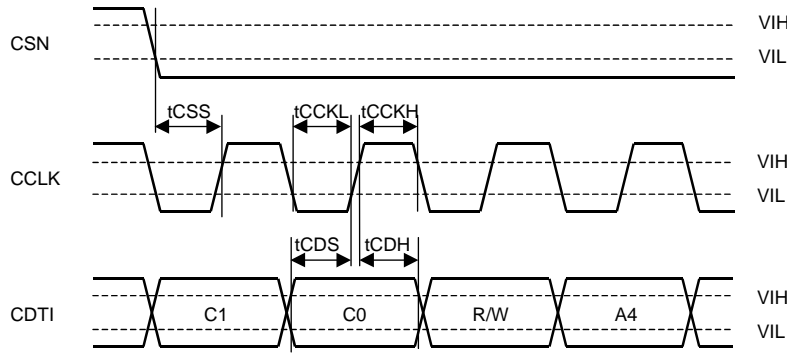 CSN
VIH
VIL
tCSS
tCCKL
tCCKH
CCLK
VIH
VIL
tCDS
tCDH
CDTI
C1
C0
R/W
A4
VIH
VIL